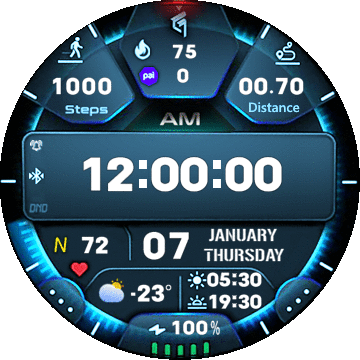 75
pai 0
1000
Steps
00.70
Distance
AM
12:00:00
DND
N 72
07
JANUARY
THURSDAY
-23°
05:30
19:30
100%